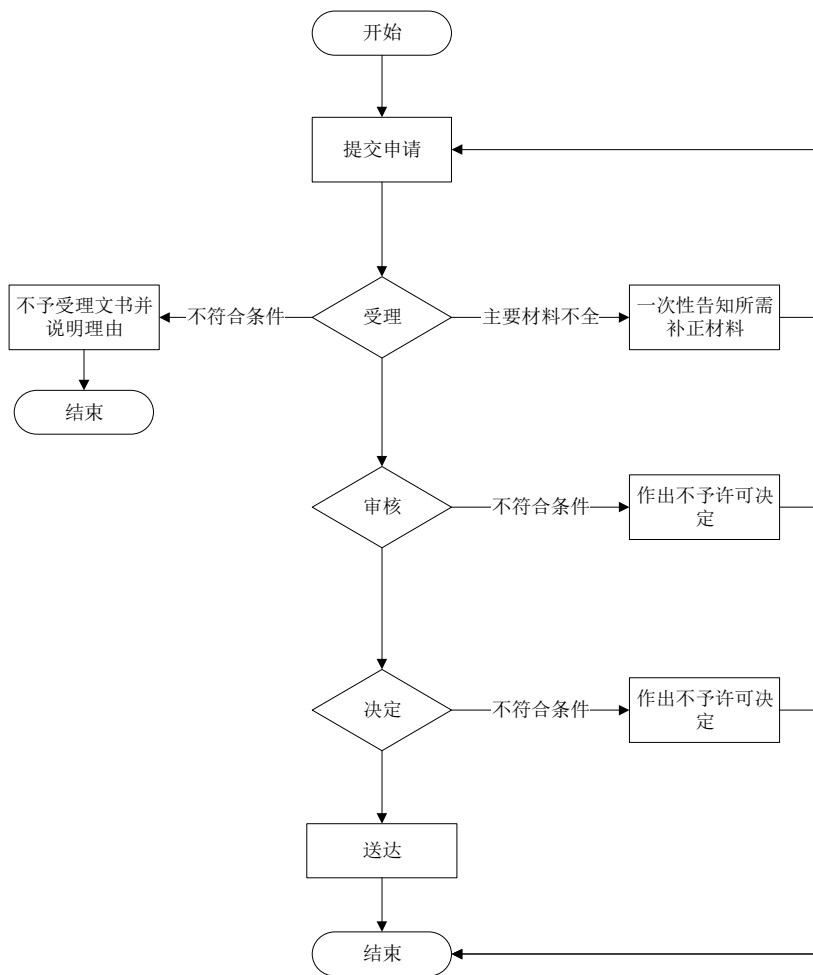 开始
提交申请
不予受理文书并
说明理由
不符合条件
受理
主要材料不全
一次性告知所需
补正材料
结束
审核
不符合条件
作出不予许可决
定
决定
不符合条件
作出不予许可决
定
送达
结束